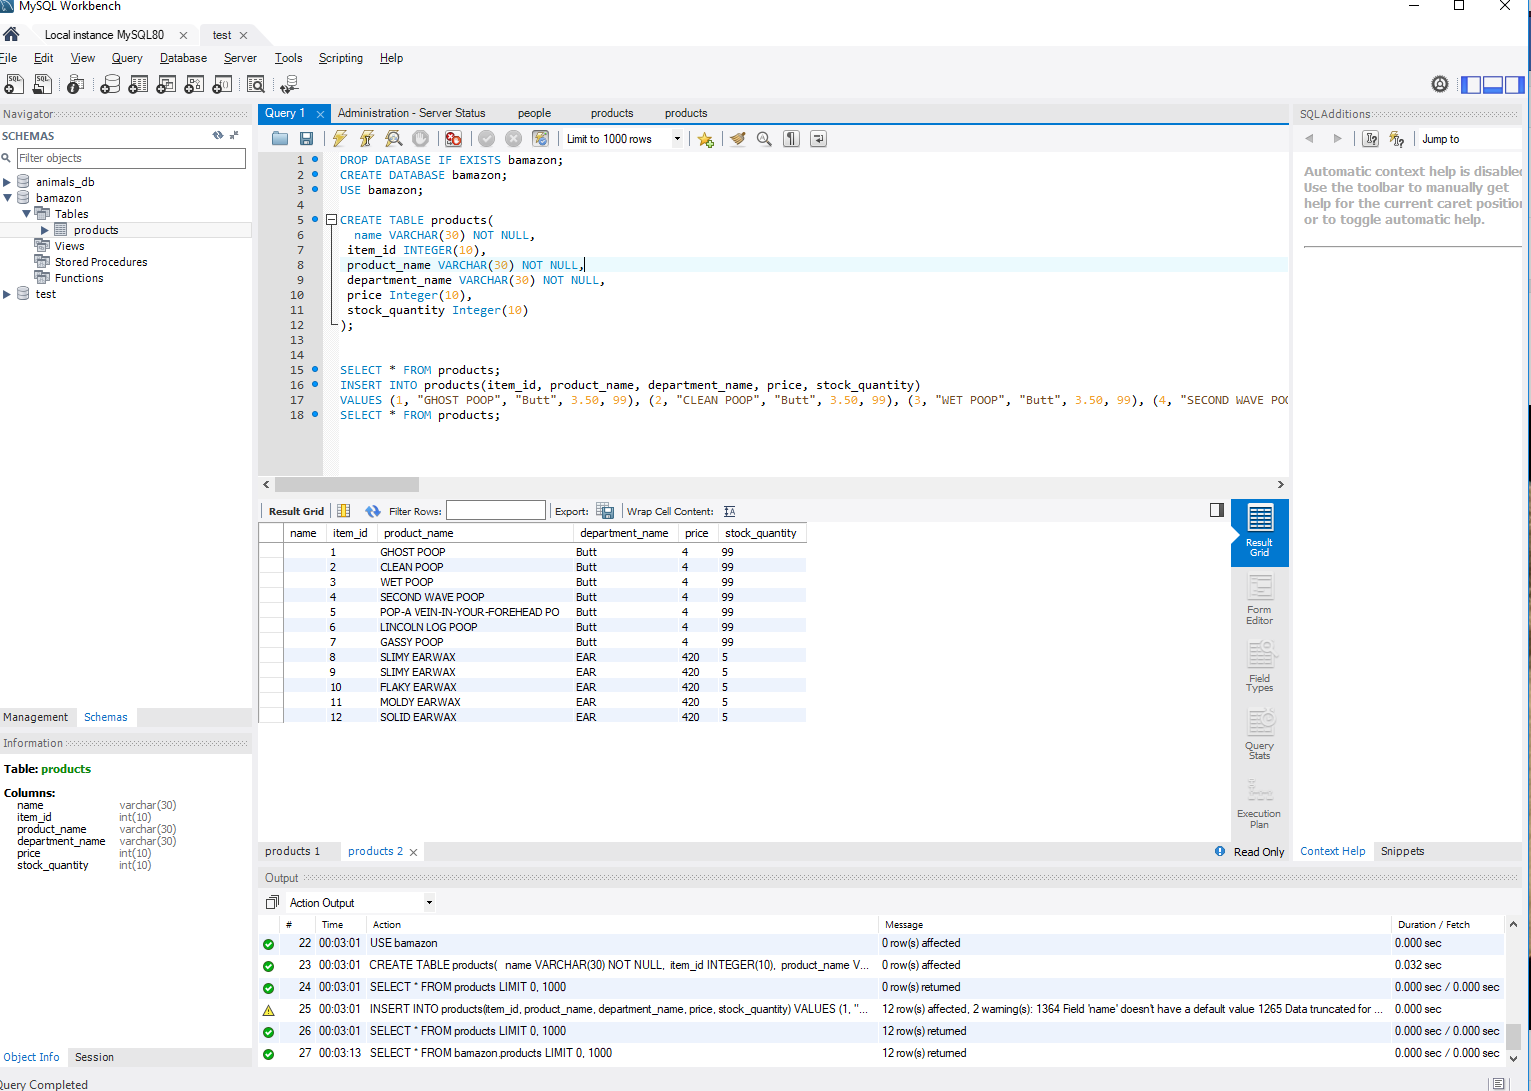 MySQL Workbench
Local instance MySQL80
test
File Edit View Query Database Server Tools Scripting Help
Navigator
SCHEMAS
Filter objects
animals_db
bamazon
Tables
products
Views
Stored Procedures
Functions
test
Management Schemas
Information
Table: products
Columns:
name varchar(30)
item_id int(10)
product_name varchar(30)
department_name varchar(30)
price int(10)
stock_quantity int(10)
Object Info Session
Query Completed
Query 1 Administration - Server Status people products products
Limit to 1000 rows
1 DROP DATABASE IF EXISTS bamazon;
2 CREATE DATABASE bamazon;
3 USE bamazon;
4
5 CREATE TABLE products(
6 name VARCHAR(30) NOT NULL,
7 item_id INTEGER(10),
8 product_name VARCHAR(30) NOT NULL,
9 department_name VARCHAR(30) NOT NULL,
10 price Integer(10),
11 stock_quantity Integer(10)
12 );
13
14
15 SELECT * FROM products;
16 INSERT INTO products(item_id, product_name, department_name, price, stock_quantity)
17 VALUES (1, "GHOST POOP", "Butt", 3.50, 99), (2, "CLEAN POOP", "Butt", 3.50, 99), (3, "WET POOP", "Butt", 3.50, 99), (4, "SECOND WAVE POO
18 SELECT * FROM products;
Result Grid Filter Rows: Export: Wrap Cell Content:
name item_id product_name department_name price stock_quantity
1 GHOST POOP Butt 4 99
2 CLEAN POOP Butt 4 99
3 WET POOP Butt 4 99
4 SECOND WAVE POOP Butt 4 99
5 POP-A VEIN-IN-YOUR-FOREHEAD PO Butt 4 99
6 LINCOLN LOG POOP Butt 4 99
7 GASSY POOP Butt 4 99
8 SLIMY EARWAX EAR 420 5
9 SLIMY EARWAX EAR 420 5
10 FLAKY EARWAX EAR 420 5
11 MOLDY EARWAX EAR 420 5
12 SOLID EARWAX EAR 420 5
Result
Grid
Form
Editor
Field
Types
Query
Stats
Execution
Plan
products 1 products 2
Read Only
SQLAdditions
Jump to
Automatic context help is disabled
Use the toolbar to manually get
help for the current caret position
or to toggle automatic help.
Context Help Snippets
Output
Action Output
# Time Action Message Duration / Fetch
22 00:03:01 USE bamazon 0 row(s) affected 0.000 sec
23 00:03:01 CREATE TABLE products( name VARCHAR(30) NOT NULL, item_id INTEGER(10), product_name V... 0 row(s) affected 0.032 sec
24 00:03:01 SELECT * FROM products LIMIT 0, 1000 0 row(s) returned 0.000 sec / 0.000 sec
25 00:03:01 INSERT INTO products(item_id, product_name, department_name, price, stock_quantity) VALUES (1, "... 12 row(s) affected, 2 warning(s): 1364 Field 'name' doesn't have a default value 1265 Data truncated for ... 0.000 sec
26 00:03:01 SELECT * FROM products LIMIT 0, 1000 12 row(s) returned 0.000 sec / 0.000 sec
27 00:03:13 SELECT * FROM bamazon.products LIMIT 0, 1000 12 row(s) returned 0.000 sec / 0.000 sec